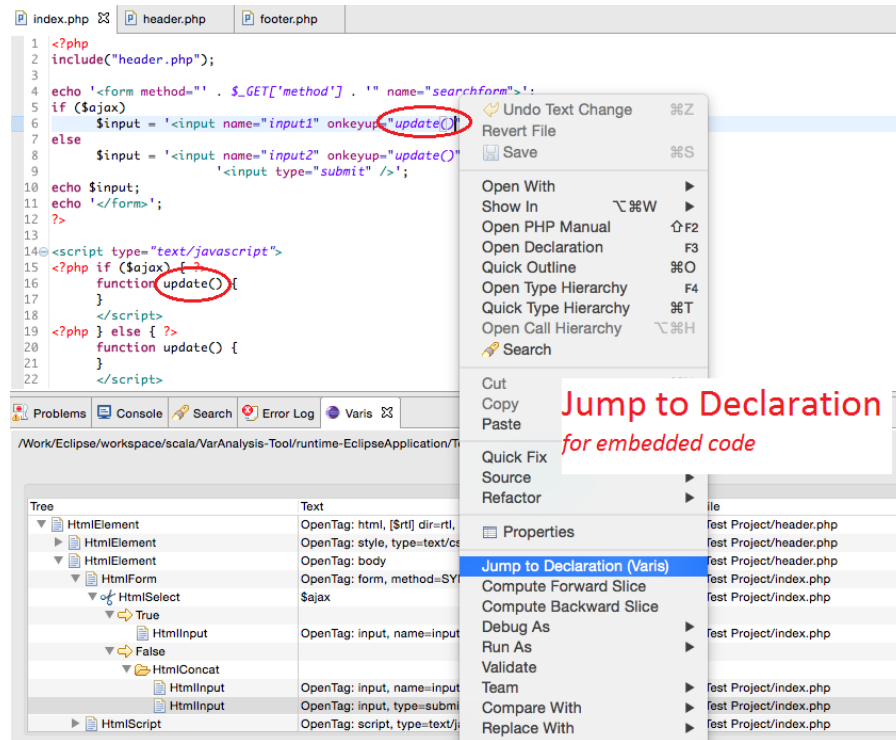 index.php header.php footer.php
1 <?php
2 include("header.php");
3
4 echo '<form method="' . $_GET['method'] . '" name="searchform">';
5 if ($ajax)
6 $input = '<input name="input1" onkeyup="update()"
7 else
8 $input = '<input name="input2" onkeyup="update()"
9 '<input type="submit" />';
10 echo $input;
11 echo '</form>';
12 ?>
13
14 <script type="text/javascript">
15 <?php if ($ajax) { ?>
16 function update() {
17 }
18 </script>
19 <?php } else { ?>
20 function update() {
21 }
22 </script>
Undo Text Change ⌘Z
Revert File
Save ⌘S
Open With
Show In ⌥⌘W
Open PHP Manual ⇧F2
Open Declaration F3
Quick Outline ⌘O
Open Type Hierarchy F4
Quick Type Hierarchy ⌘T
Open Call Hierarchy ⌥⌘H
Search
Cut
Copy
Paste
Quick Fix
Source
Refactor
Properties
Jump to Declaration (Varis)
Compute Forward Slice
Compute Backward Slice
Debug As
Run As
Validate
Team
Compare With
Replace With
Jump to Declaration
for embedded code
Problems Console Search Error Log Varis
/Work/Eclipse/workspace/scala/VarAnalysis-Tool/runtime-EclipseApplication/T
Tree Text ile
HtmlElement OpenTag: html, [$rtl] dir=rtl, Test Project/header.php
HtmlElement OpenTag: style, type=text/cs Test Project/header.php
HtmlElement OpenTag: body Test Project/header.php
HtmlForm OpenTag: form, method=SY Test Project/index.php
HtmlSelect $ajax Test Project/index.php
True
HtmlInput OpenTag: input, name=input Test Project/index.php
False
HtmlConcat
HtmlInput OpenTag: input, name=input Test Project/index.php
HtmlInput OpenTag: input, type=submi Test Project/index.php
HtmlScript OpenTag: script, type=text/j Test Project/index.php